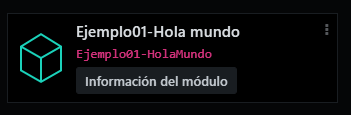 Ejemplo01-Hola mundo
Ejemplo01-HolaMundo
Información del módulo